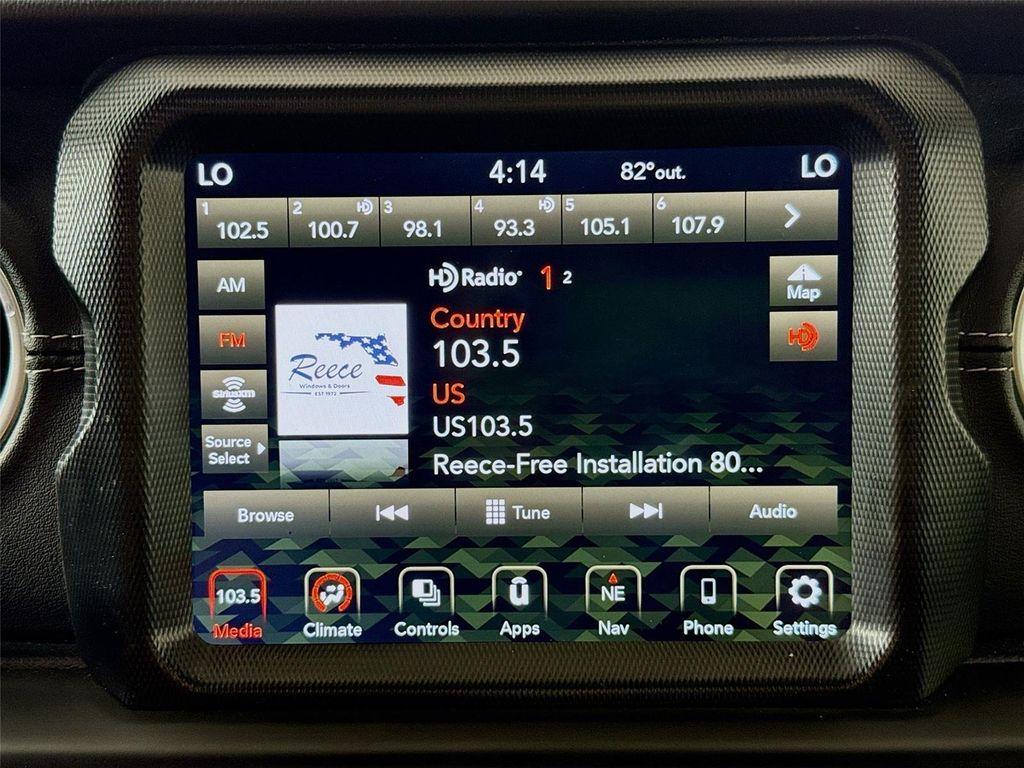 LO 4:14 82°out. LO
1 102.5 2 100.7 HD 3 98.1 4 93.3 HD 5 105.1 6 107.9
AM
FM
SiriusXM
Source Select
Reece
Windows & Doors
EST 1972
HD Radio 1 2
Country
103.5
US
US103.5
Reece-Free Installation 80...
Map
HD
Browse Tune Audio
103.5 NE
Media Climate Controls Apps Nav Phone Settings